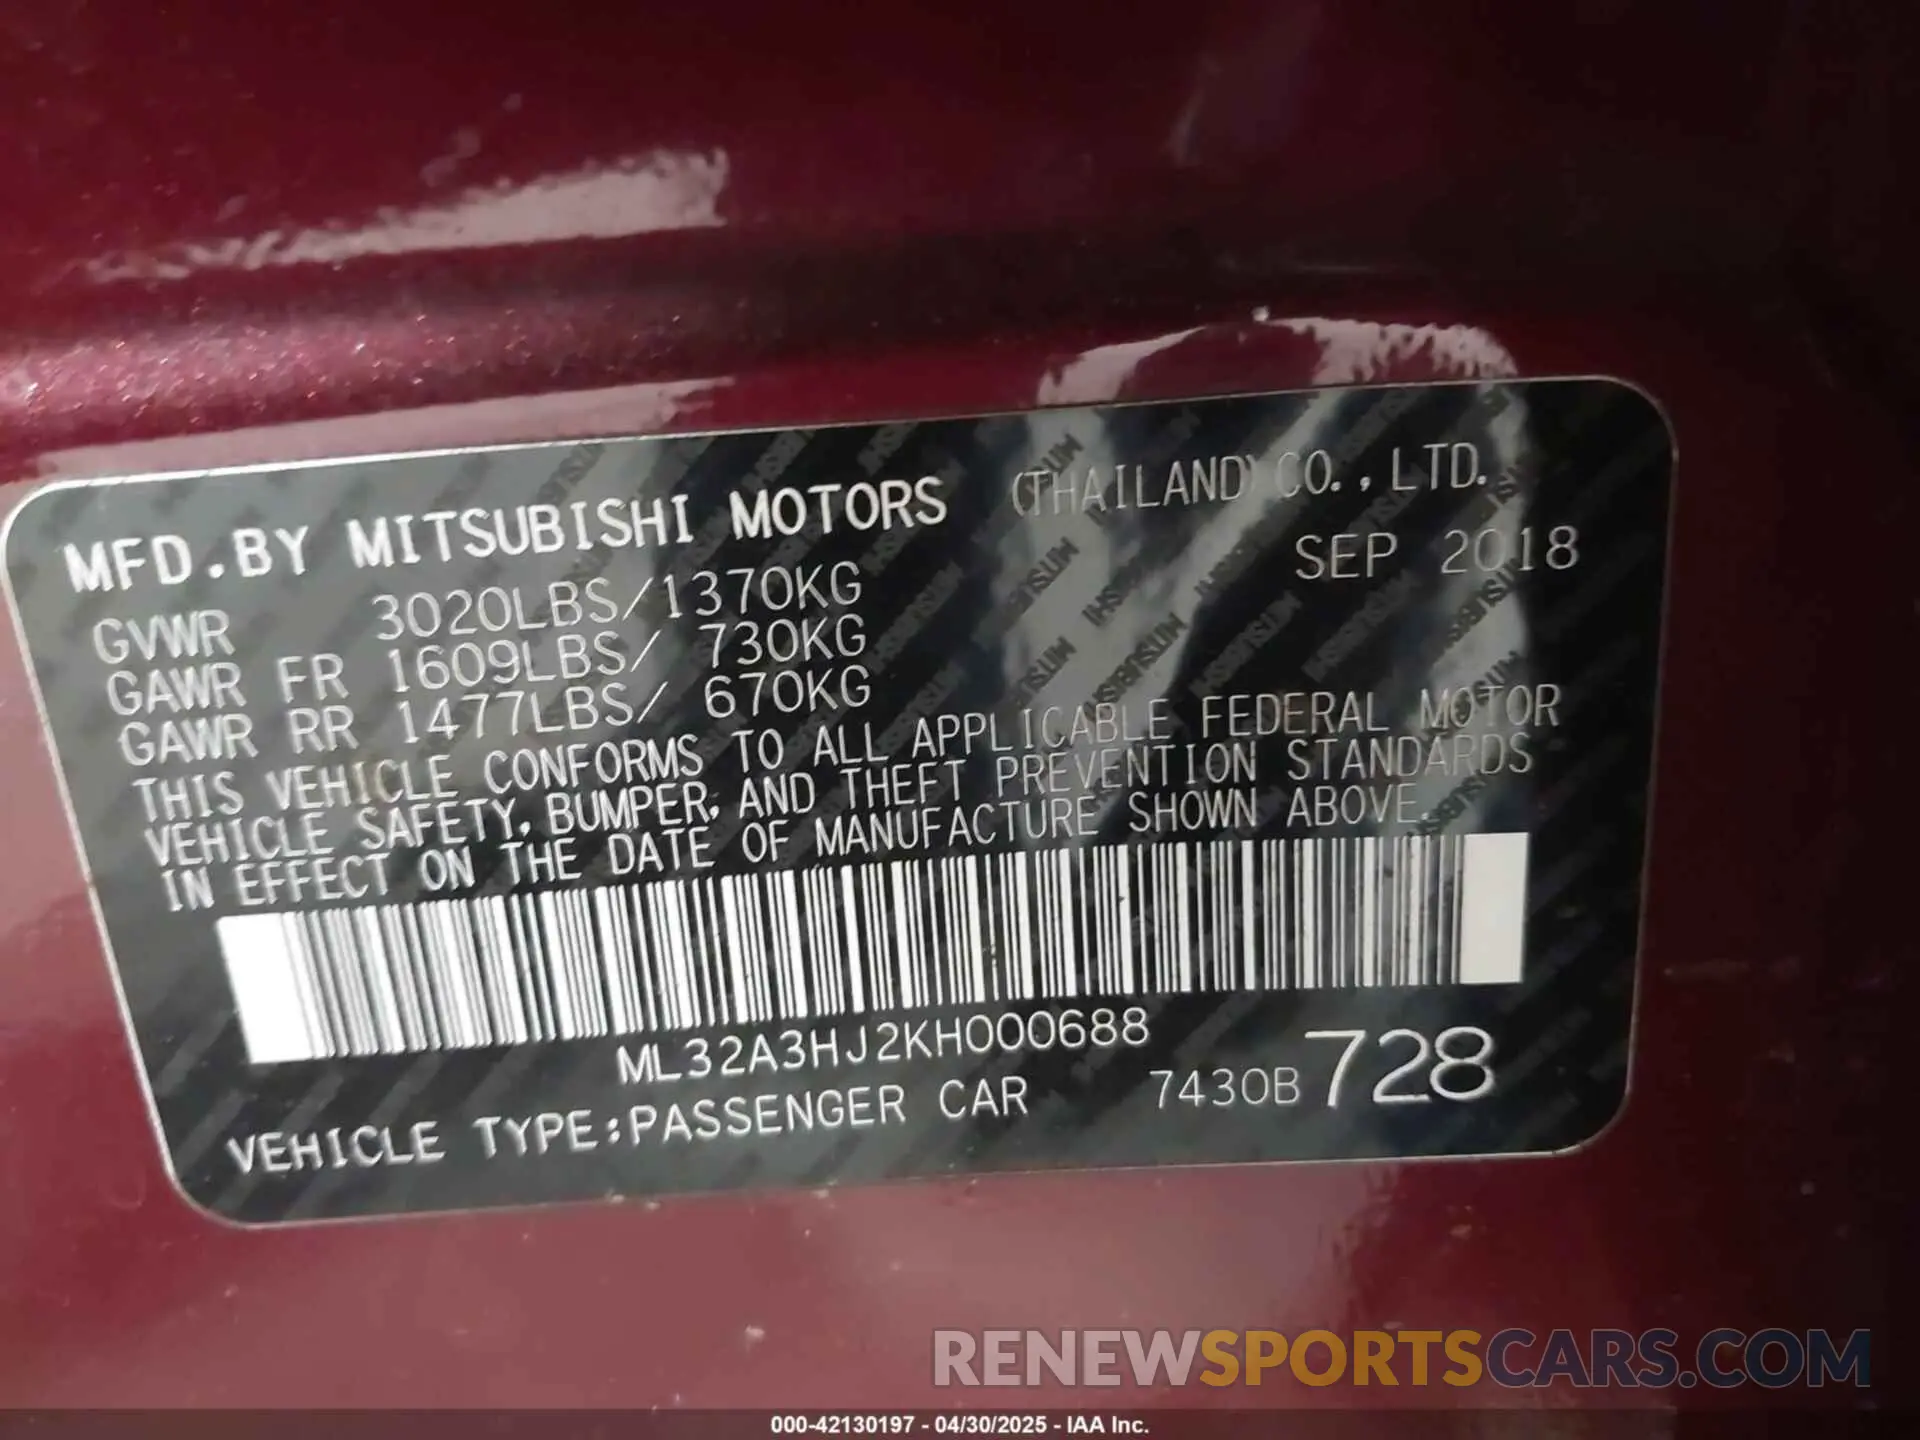 MFD.BY MITSUBISHI MOTORS (THAILAND) CO., LTD.
SEP 2018
GVWR 3020LBS/1370KG
GAWR FR 1609LBS/ 730KG
GAWR RR 1477LBS/ 670KG
THIS VEHICLE CONFORMS TO ALL APPLICABLE FEDERAL MOTOR
VEHICLE SAFETY, BUMPER, AND THEFT PREVENTION STANDARDS
IN EFFECT ON THE DATE OF MANUFACTURE SHOWN ABOVE.
ML32A3HJ2KH000688
VEHICLE TYPE:PASSENGER CAR 7430B 728
RENEWSPORTSCARS.COM
000-42130197 - 04/30/2025 - IAA Inc.